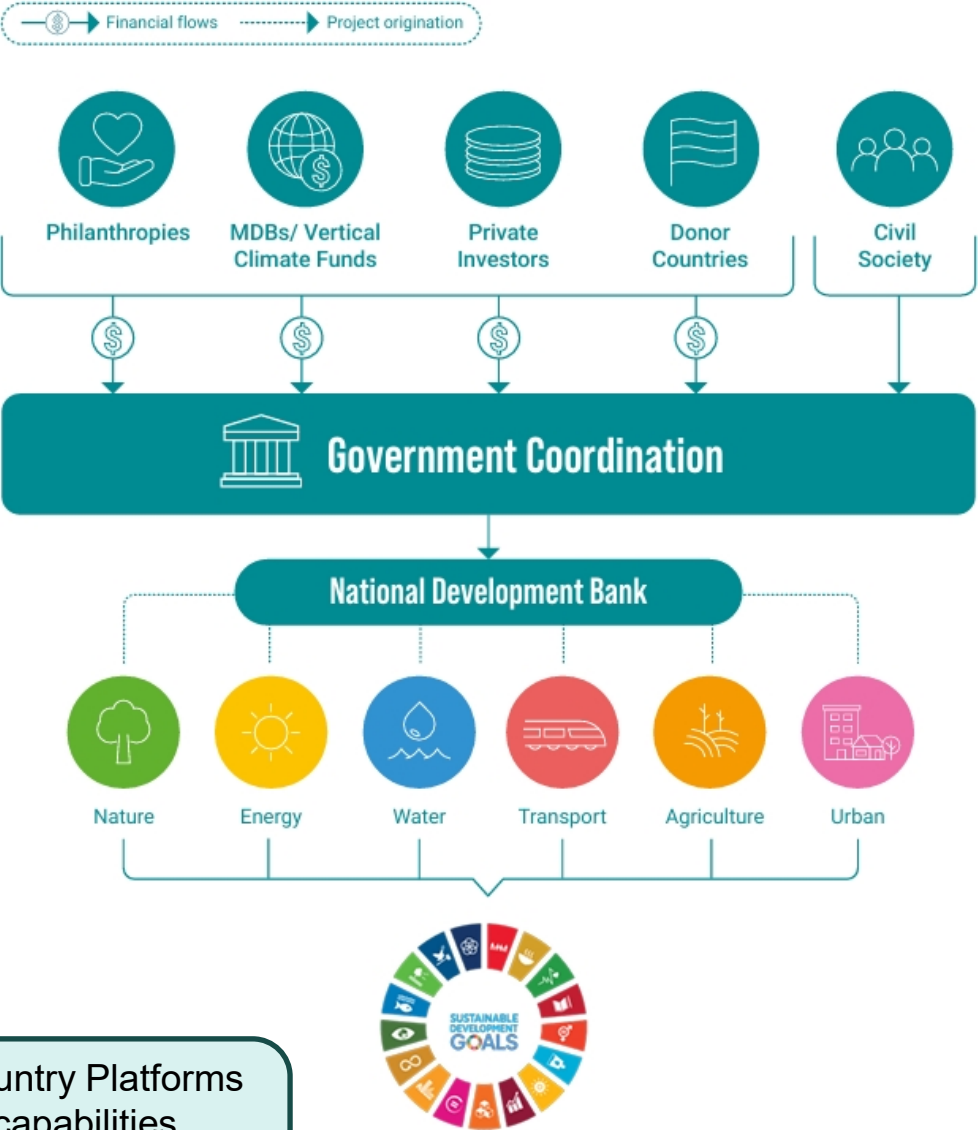 Financial flows
Project origination
Philanthropies
MDBs/ Vertical
Climate Funds
Private
Investors
Donor
Countries
Civil
Society
Government Coordination
National Development Bank
Nature
Energy
Water
Transport
Agriculture
Urban
SUSTAINABLE
DEVELOPMENT
GOALS
untry Platforms
capabilities